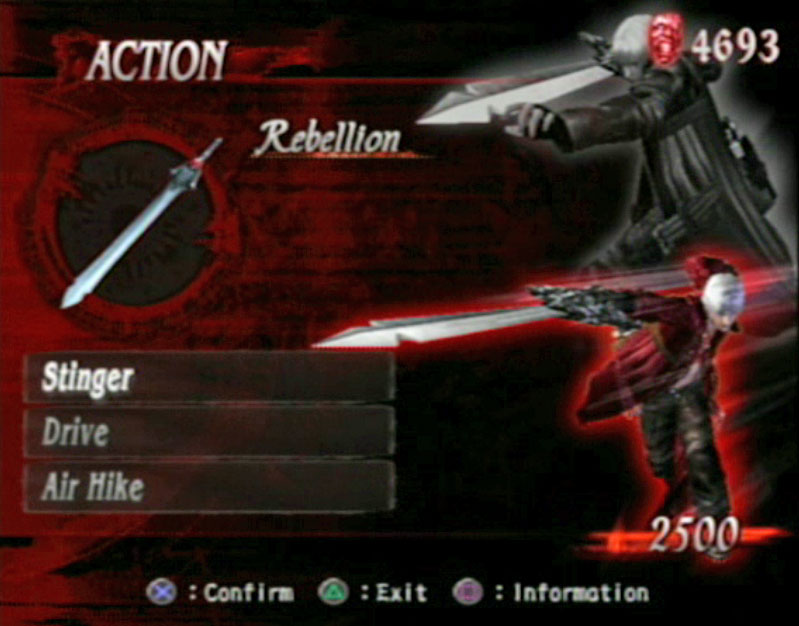 ACTION
4693
Rebellion
Stinger
Drive
Air Hike
2500
:Confirm :Exit :Information